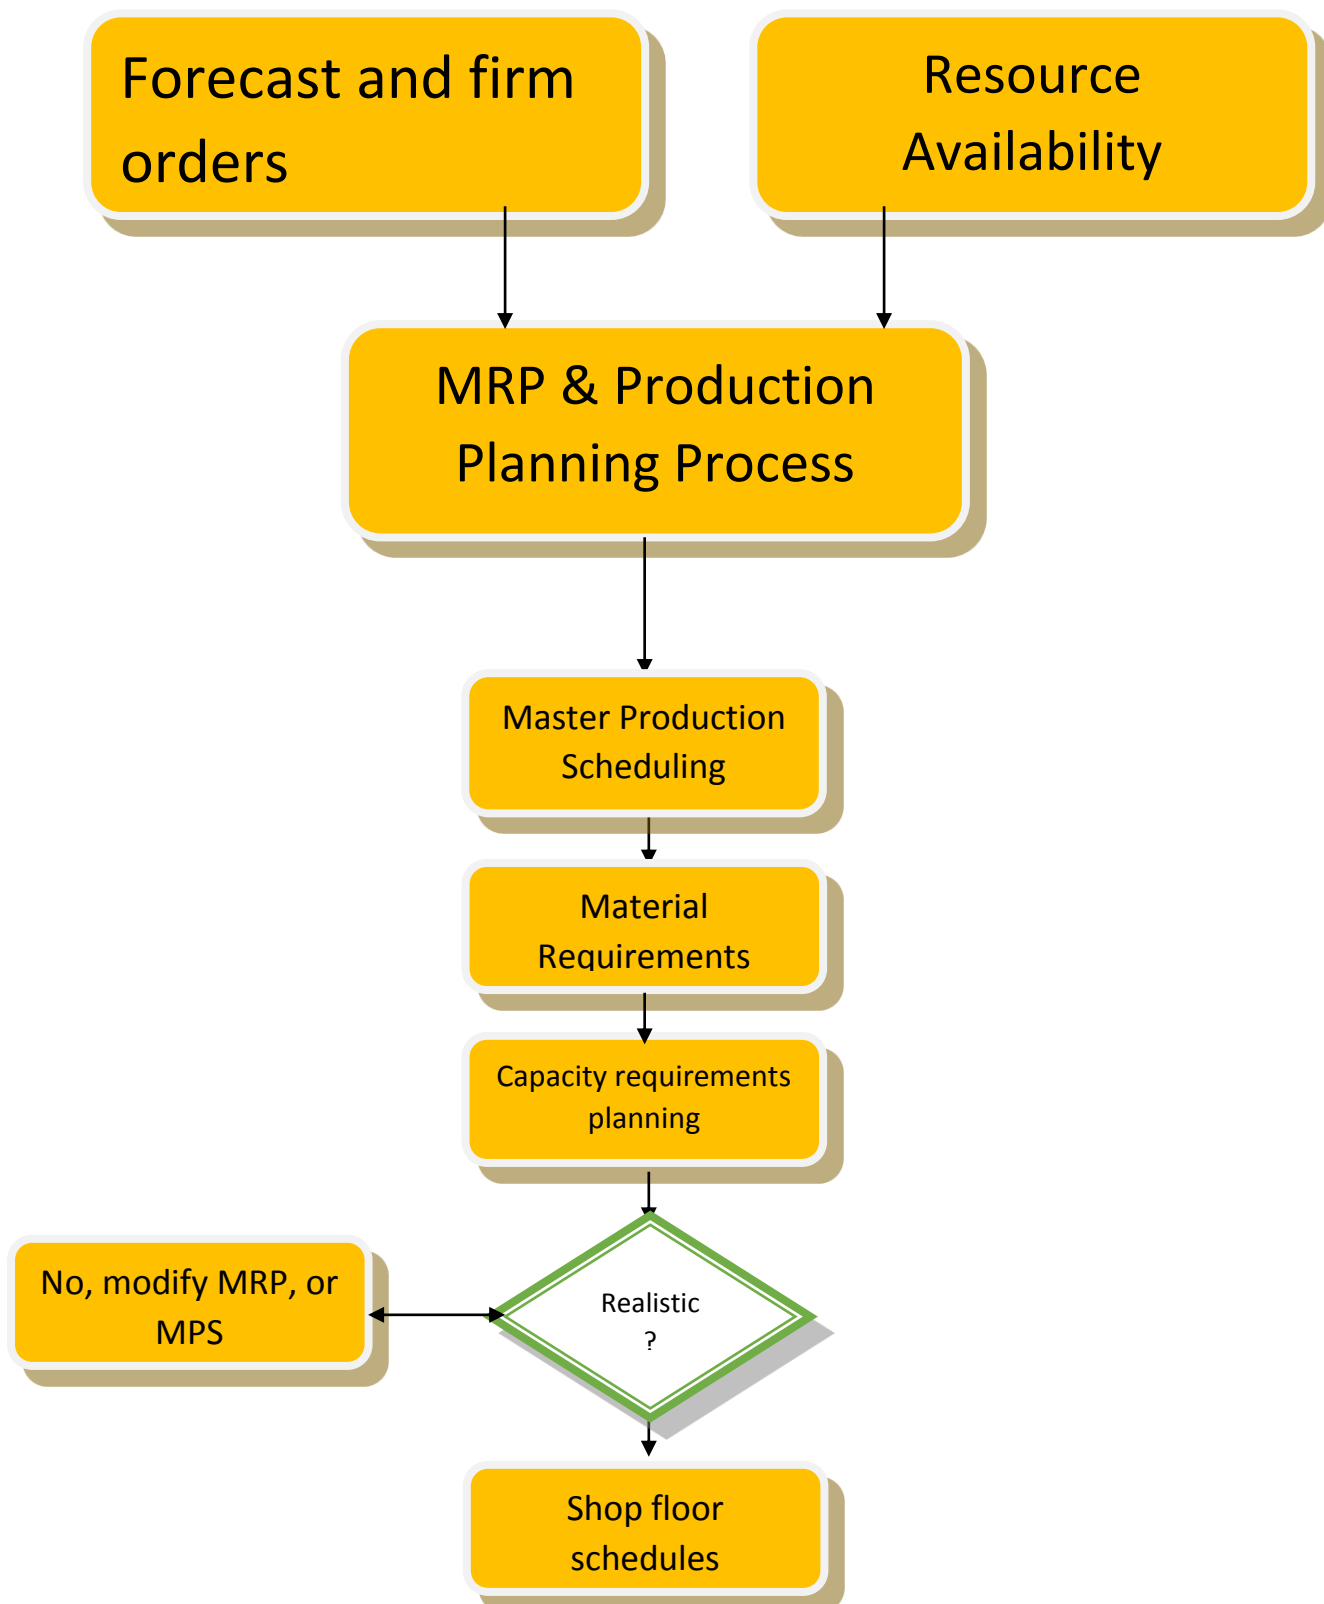 Forecast and firm
orders
Resource
Availability
MRP & Production
Planning Process
Master Production
Scheduling
Material
Requirements
Capacity requirements
planning
No, modify MRP, or
MPS
Realistic
?
Shop floor
schedules